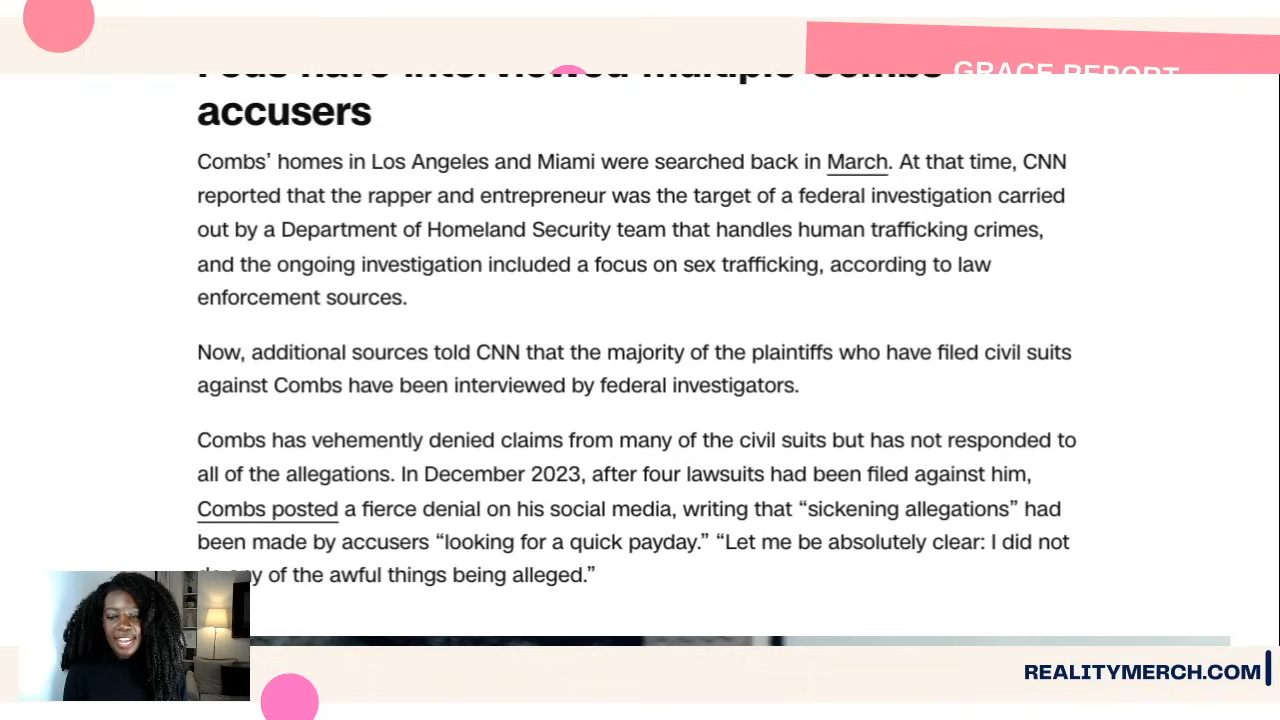 GRACE REPORT
Feds have interviewed multiple Combs
accusers
Combs’ homes in Los Angeles and Miami were searched back in March. At that time, CNN
reported that the rapper and entrepreneur was the target of a federal investigation carried
out by a Department of Homeland Security team that handles human trafficking crimes,
and the ongoing investigation included a focus on sex trafficking, according to law
enforcement sources.
Now, additional sources told CNN that the majority of the plaintiffs who have filed civil suits
against Combs have been interviewed by federal investigators.
Combs has vehemently denied claims from many of the civil suits but has not responded to
all of the allegations. In December 2023, after four lawsuits had been filed against him,
Combs posted a fierce denial on his social media, writing that “sickening allegations” had
been made by accusers “looking for a quick payday.” “Let me be absolutely clear: I did not
of the awful things being alleged.”
REALITYMERCH.COM